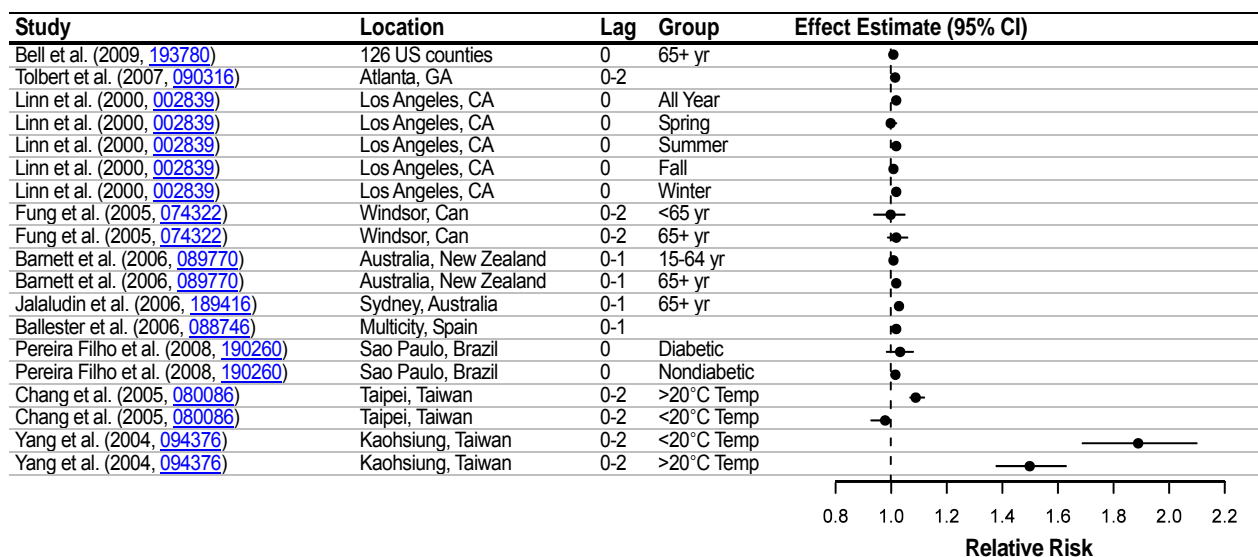 Study Location Lag Group Effect Estimate (95% CI)
Bell et al. (2009, 193780) 126 US counties 0 65+ yr
Tolbert et al. (2007, 090316) Atlanta, GA 0-2
Linn et al. (2000, 002839) Los Angeles, CA 0 All Year
Linn et al. (2000, 002839) Los Angeles, CA 0 Spring
Linn et al. (2000, 002839) Los Angeles, CA 0 Summer
Linn et al. (2000, 002839) Los Angeles, CA 0 Fall
Linn et al. (2000, 002839) Los Angeles, CA 0 Winter
Fung et al. (2005, 074322) Windsor, Can 0-2 <65 yr
Fung et al. (2005, 074322) Windsor, Can 0-2 65+ yr
Barnett et al. (2006, 089770) Australia, New Zealand 0-1 15-64 yr
Barnett et al. (2006, 089770) Australia, New Zealand 0-1 65+ yr
Jalaludin et al. (2006, 189416) Sydney, Australia 0-1 65+ yr
Ballester et al. (2006, 088746) Multicity, Spain 0-1
Pereira Filho et al. (2008, 190260) Sao Paulo, Brazil 0 Diabetic
Pereira Filho et al. (2008, 190260) Sao Paulo, Brazil 0 Nondiabetic
Chang et al. (2005, 080086) Taipei, Taiwan 0-2 >20°C Temp
Chang et al. (2005, 080086) Taipei, Taiwan 0-2 <20°C Temp
Yang et al. (2004, 094376) Kaohsiung, Taiwan 0-2 <20°C Temp
Yang et al. (2004, 094376) Kaohsiung, Taiwan 0-2 >20°C Temp
0.8 1.0 1.2 1.4 1.6 1.8 2.0 2.2
Relative Risk